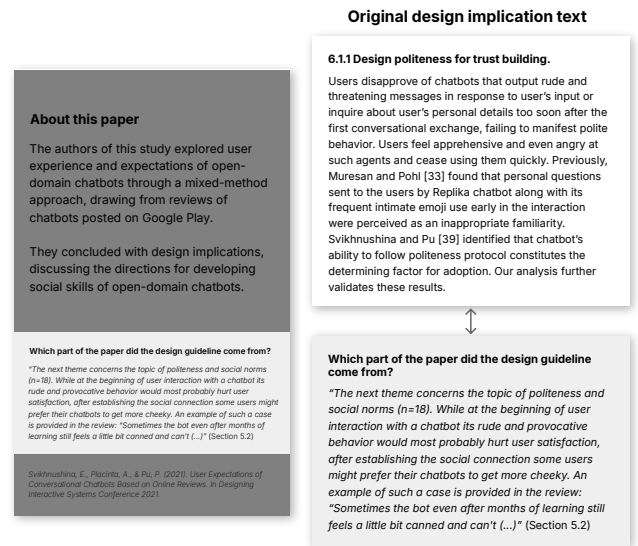 Original design implication text
About this paper
The authors of this study explored user
experience and expectations of open-
domain chatbots through a mixed-method
approach, drawing from reviews of
chatbots posted on Google Play.
They concluded with design implications,
discussing the directions for developing
social skills of open-domain chatbots.
Which part of the paper did the design guideline come from?
“The next theme concerns the topic of politeness and social norms
(n=18). While at the beginning of user interaction with a chatbot its
rude and provocative behavior would most probably hurt user
satisfaction, after establishing the social connection some users might
prefer their chatbots to get more cheeky. An example of such a case
is provided in the review: “Sometimes the bot even after months of
learning still feels a little bit canned and can't (...)” (Section 5.2)
Svikhnushina, E., Placinta, A., & Pu, P. (2021). User Expectations of
Conversational Chatbots Based on Online Reviews. In Designing
Interactive Systems Conference 2021.
6.1.1 Design politeness for trust building.
Users disapprove of chatbots that output rude and
threatening messages in response to user’s input or
inquire about user’s personal details too soon after the
first conversational exchange, failing to manifest polite
behavior. Users feel apprehensive and even angry at
such agents and cease using them quickly. Previously,
Muresan and Pohl [33] found that personal questions
sent to the users by Replika chatbot along with its
frequent intimate emoji use early in the interaction
were perceived as an inappropriate familiarity.
Svikhnushina and Pu [39] identified that chatbot’s
ability to follow politeness protocol constitutes the
determining factor for adoption. Our analysis further
validates these results.
Which part of the paper did the design guideline
come from?
“The next theme concerns the topic of politeness and
social norms (n=18). While at the beginning of user
interaction with a chatbot its rude and provocative
behavior would most probably hurt user satisfaction,
after establishing the social connection some users
might prefer their chatbots to get more cheeky. An
example of such a case is provided in the review:
“Sometimes the bot even after months of learning still
feels a little bit canned and can't (...)” (Section 5.2)